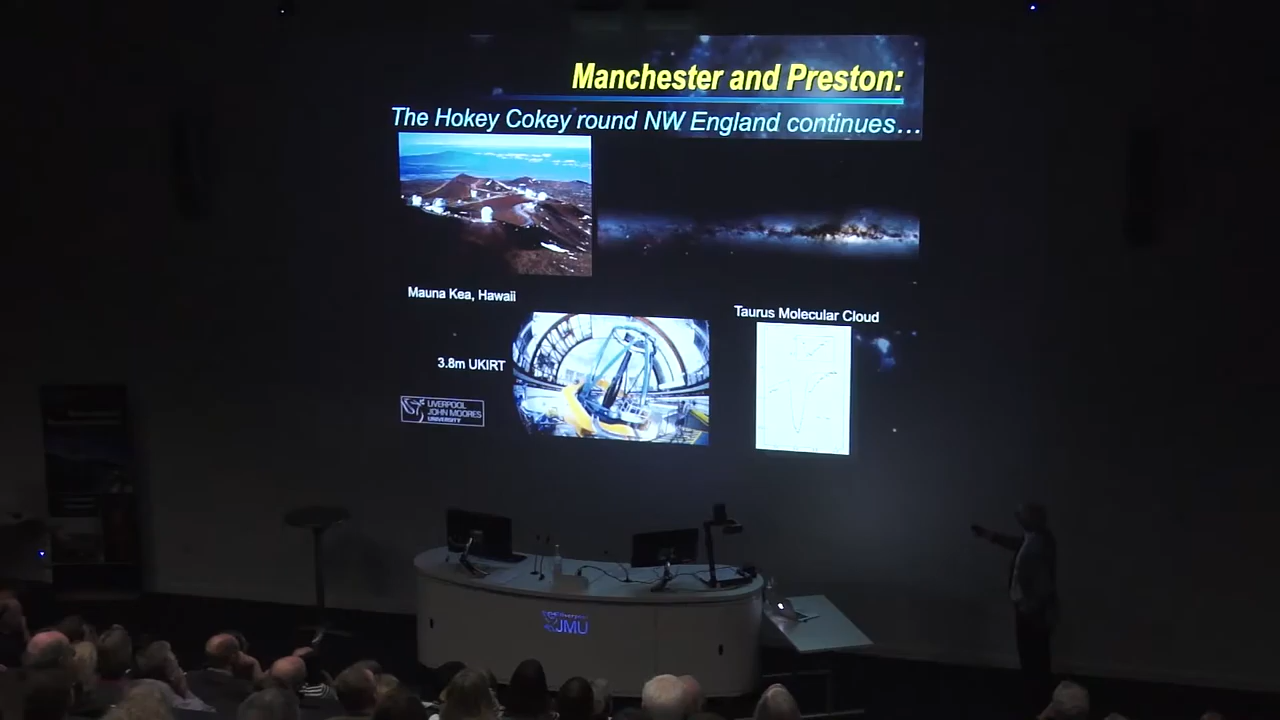 Manchester and Preston:
The Hokey Cokey round NW England continues...
Mauna Kea, Hawaii
Taurus Molecular Cloud
3.8m UKIRT
LIVERPOOL
JOHN MOORES
UNIVERSITY
JMU